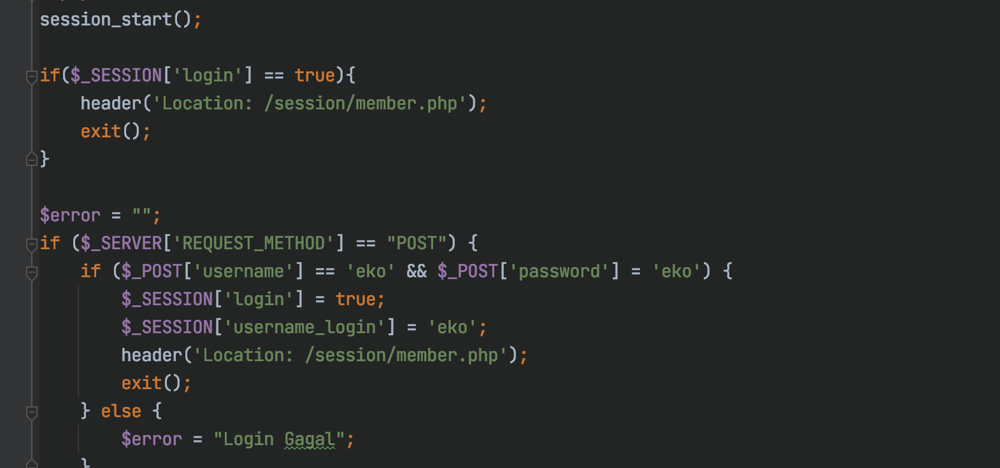 session_start();
if($_SESSION['login'] == true){
    header('Location: /session/member.php');
    exit();
}
$error = "";
if ($_SERVER['REQUEST_METHOD'] == "POST") {
    if ($_POST['username'] == 'eko' && $_POST['password'] = 'eko') {
        $_SESSION['login'] = true;
        $_SESSION['username_login'] = 'eko';
        header('Location: /session/member.php');
        exit();
    } else {
        $error = "Login Gagal";
    }